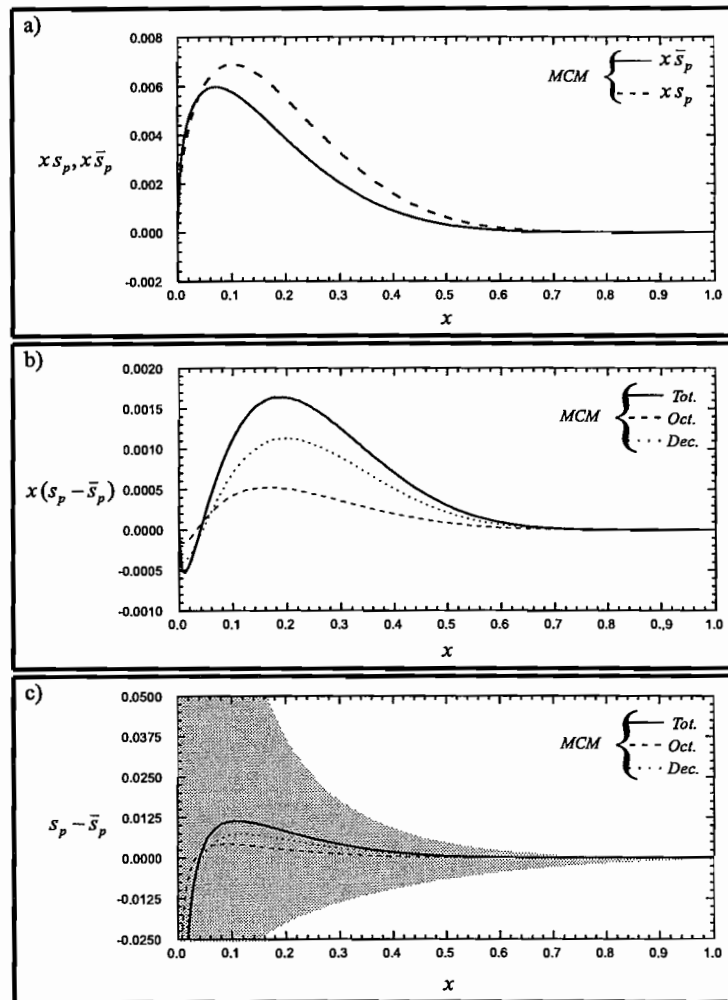 a)
0.008
0.006
0.004
0.002
0.000
-0.002
x s_p, x s̄_p
MCM { x s̄_p
x s_p
0.0 0.1 0.2 0.3 0.4 0.5 0.6 0.7 0.8 0.9 1.0
x
b)
0.0020
0.0015
0.0010
0.0005
0.0000
-0.0005
-0.0010
x (s_p − s̄_p)
Tot.
MCM { Oct.
Dec.
0.0 0.1 0.2 0.3 0.4 0.5 0.6 0.7 0.8 0.,9 1.0
x
c)
0.0500
0.0375
0.0250
0.0125
0.0000
-0.0125
-0.0250
s_p − s̄_p
Tot.
MCM { Oct.
Dec.
0.0 0.1 0.2 0.3 0.4 0.5 0.6 0.7 0.8 0.9 1.0
x